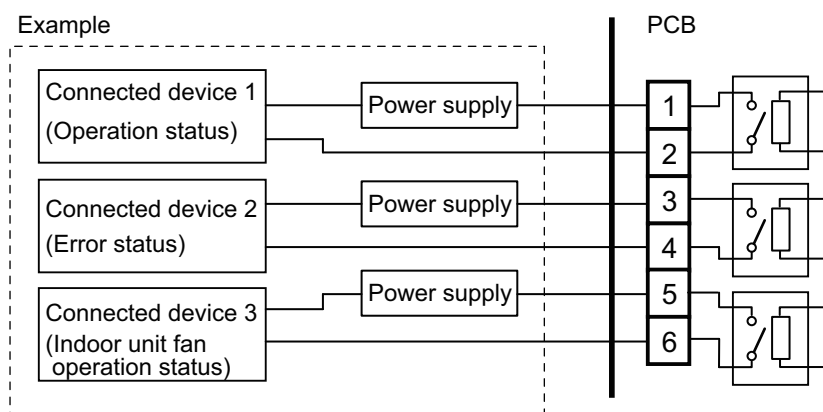 Example
PCB
Connected device 1
(Operation status)
Power supply
1
2
Connected device 2
(Error status)
Power supply
3
4
Connected device 3
(Indoor unit fan
operation status)
Power supply
5
6